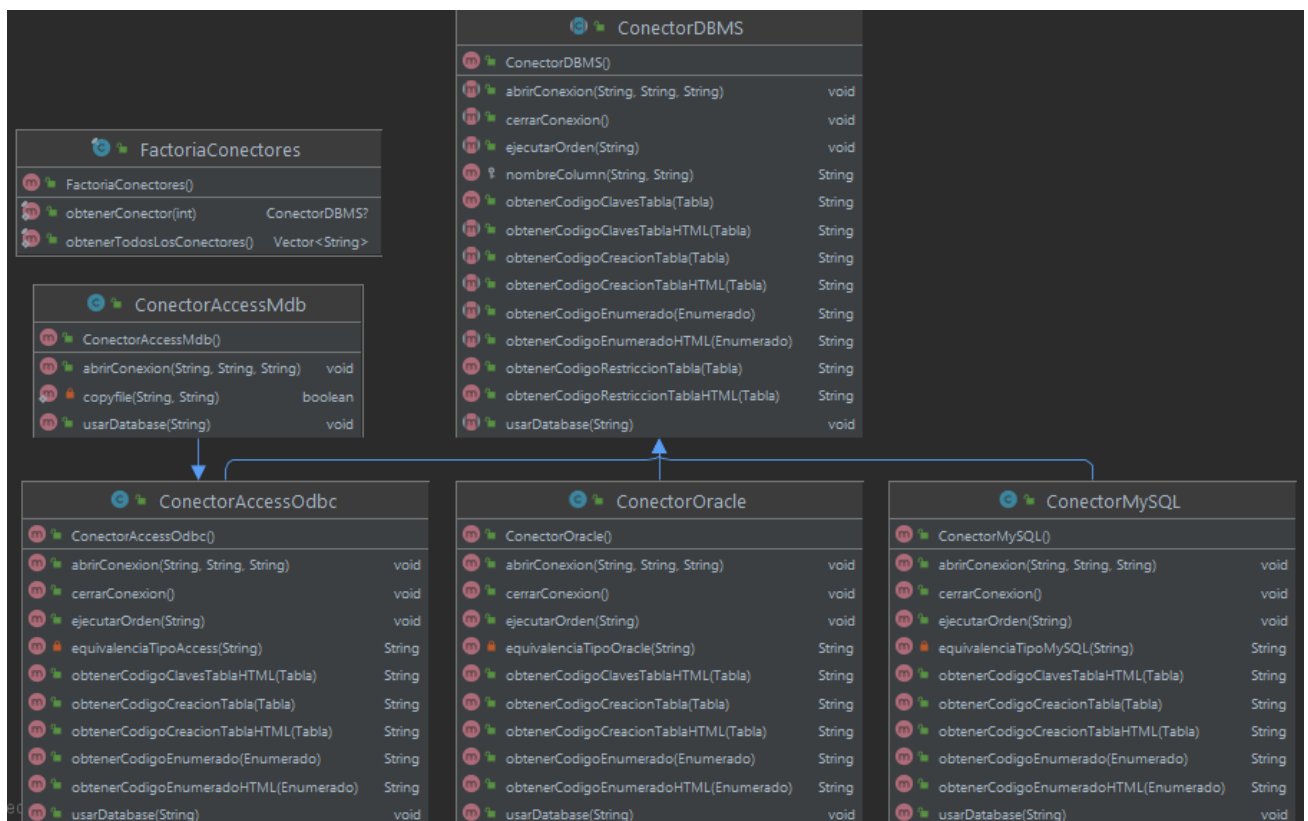 ConectorDBMS
ConectorDBMS()
abrirConexion(String, String, String) void
cerrarConexion() void
ejecutarOrden(String) void
nombreColumn(String, String) String
obtenerCodigoClavesTabla(Tabla) String
obtenerCodigoClavesTablaHTML(Tabla) String
obtenerCodigoCreacionTabla(Tabla) String
obtenerCodigoCreacionTablaHTML(Tabla) String
obtenerCodigoEnumerado(Enumerado) String
obtenerCodigoEnumeradoHTML(Enumerado) String
obtenerCodigoRestriccionTabla(Tabla) String
obtenerCodigoRestriccionTablaHTML(Tabla) String
usarDatabase(String) void
FactoriaConectores
FactoriaConectores()
obtenerConector(int) ConectorDBMS?
obtenerTodosLosConectores() Vector<String>
ConectorAccessMdb
ConectorAccessMdb()
abrirConexion(String, String, String) void
copyfile(String, String) boolean
usarDatabase(String) void
ConectorAccessOdbc
ConectorAccessOdbc()
abrirConexion(String, String, String) void
cerrarConexion() void
ejecutarOrden(String) void
equivalenciaTipoAccess(String) String
obtenerCodigoClavesTablaHTML(Tabla) String
obtenerCodigoCreacionTabla(Tabla) String
obtenerCodigoCreacionTablaHTML(Tabla) String
obtenerCodigoEnumerado(Enumerado) String
obtenerCodigoEnumeradoHTML(Enumerado) String
usarDatabase(String) void
ConectorOracle
ConectorOracle()
abrirConexion(String, String, String) void
cerrarConexion() void
ejecutarOrden(String) void
equivalenciaTipoOracle(String) String
obtenerCodigoClavesTablaHTML(Tabla) String
obtenerCodigoCreacionTabla(Tabla) String
obtenerCodigoCreacionTablaHTML(Tabla) String
obtenerCodigoEnumerado(Enumerado) String
obtenerCodigoEnumeradoHTML(Enumerado) String
usarDatabase(String) void
ConectorMySQL
ConectorMySQL()
abrirConexion(String, String, String) void
cerrarConexion() void
ejecutarOrden(String) void
equivalenciaTipoMySQL(String) String
obtenerCodigoClavesTablaHTML(Tabla) String
obtenerCodigoCreacionTabla(Tabla) String
obtenerCodigoCreacionTablaHTML(Tabla) String
obtenerCodigoEnumerado(Enumerado) String
obtenerCodigoEnumeradoHTML(Enumerado) String
usarDatabase(String) void